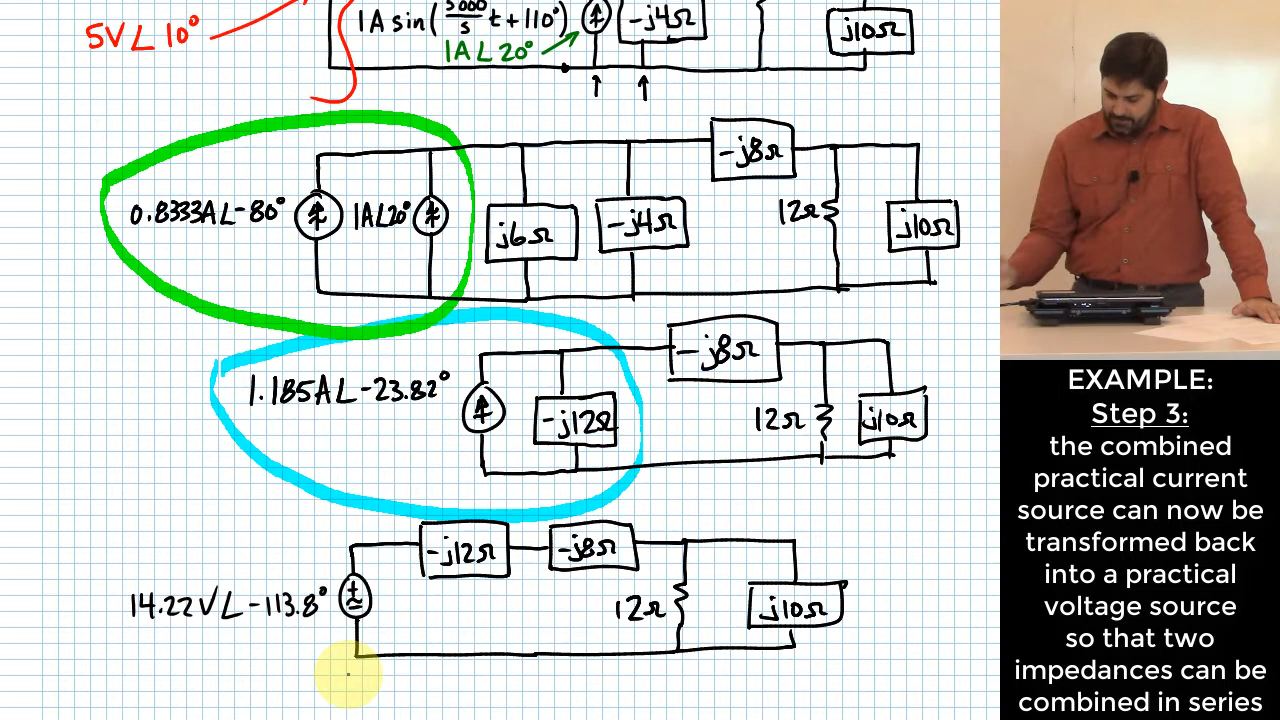 5V∠10°
1A sin(5000/s t+110°)
1A∠20°
-j4Ω
j10Ω
-j8Ω
0.8333A∠-80°
1A∠20°
j6Ω
-j4Ω
12Ω
j10Ω
-j8Ω
1.185A∠-23.82°
-j12Ω
12Ω
j10Ω
-j12Ω
-j8Ω
14.22V∠-113.8°
12Ω
j10Ω
EXAMPLE:
Step 3:
the combined
practical current
source can now be
transformed back
into a practical
voltage source
so that two
impedances can be
combined in series